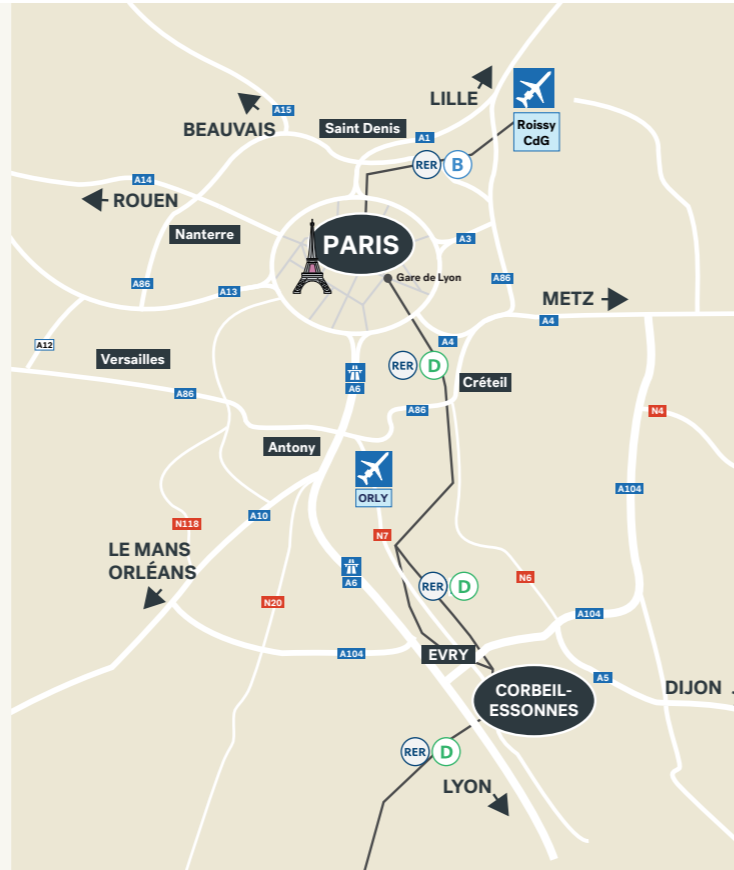 LILLE
A15
BEAUVAIS
Saint Denis
A1
Roissy
CdG
RER B
A14
ROUEN
Nanterre
PARIS
A3
Gare de Lyon
A86
A13
A86
METZ
A4
A12
A4
Versailles
RER D
A6
Créteil
A86
A86
N4
Antony
ORLY
A104
A10
N118
N7
LE MANS
ORLÉANS
A6
RER D
N6
N20
A104
A104
EVRY
A5
CORBEIL-
ESSONNES
DIJON
RER D
LYON